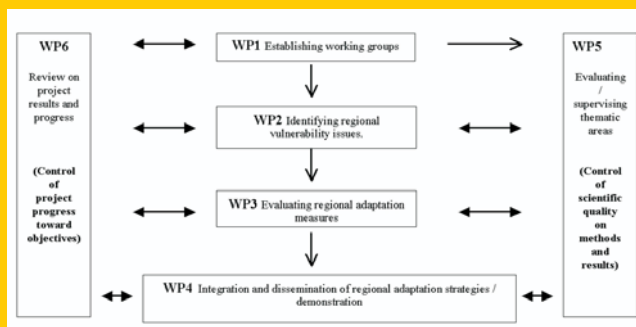 WP6
Review on
project
results and
progress
(Control
of
project
progress
toward
objectives)
WP1 Establishing working groups
WP2 Identifying regional
vulnerability issues.
WP3 Evaluating regional adaptation
measures
WP4 Integration and dissemination of regional adaptation strategies /
demonstration
WP5
Evaluating
/
supervising
thematic
areas
(Control
of
scientific
quality
on
methods
and
results)